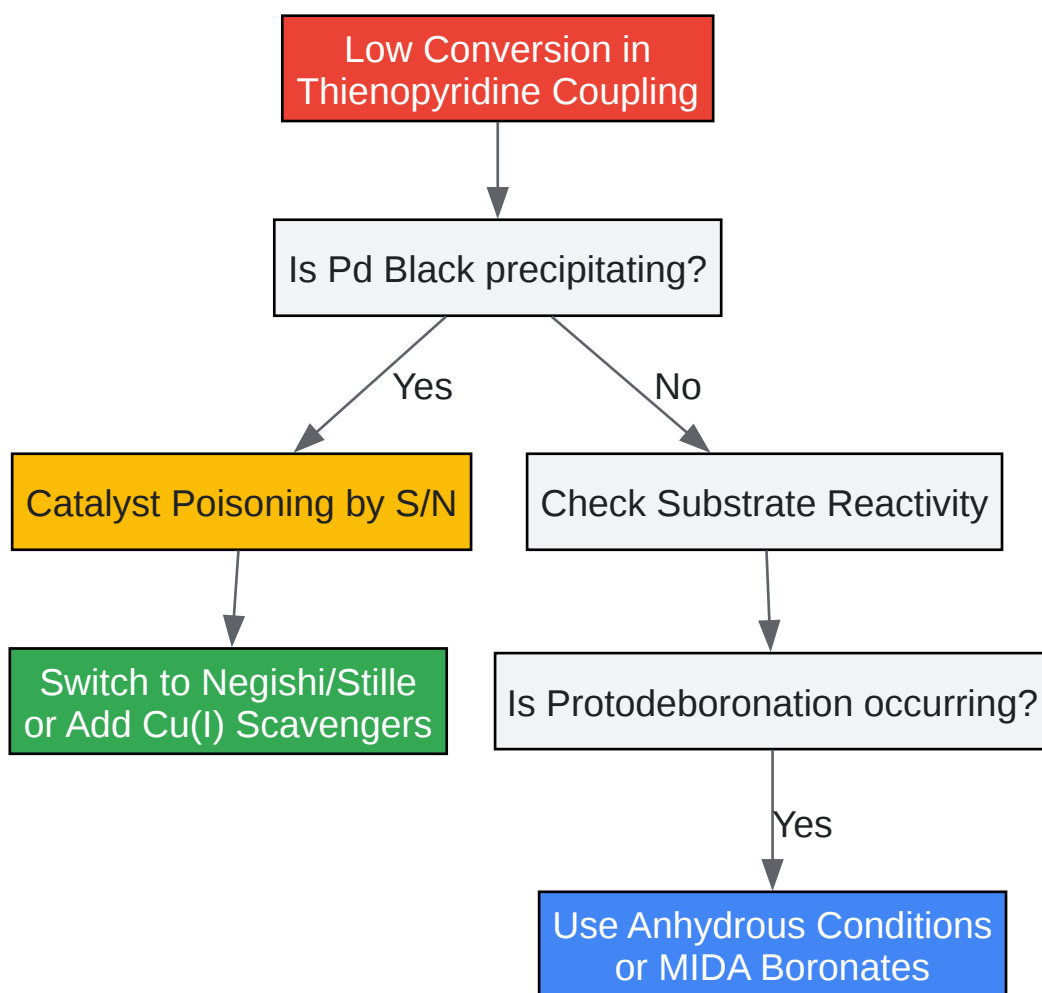 Low Conversion in
Thienopyridine Coupling
Is Pd Black precipitating?
Yes
No
Catalyst Poisoning by S/N
Check Substrate Reactivity
Switch to Negishi/Stille
or Add Cu(I) Scavengers
Is Protodeboronation occurring?
Yes
Use Anhydrous Conditions
or MIDA Boronates